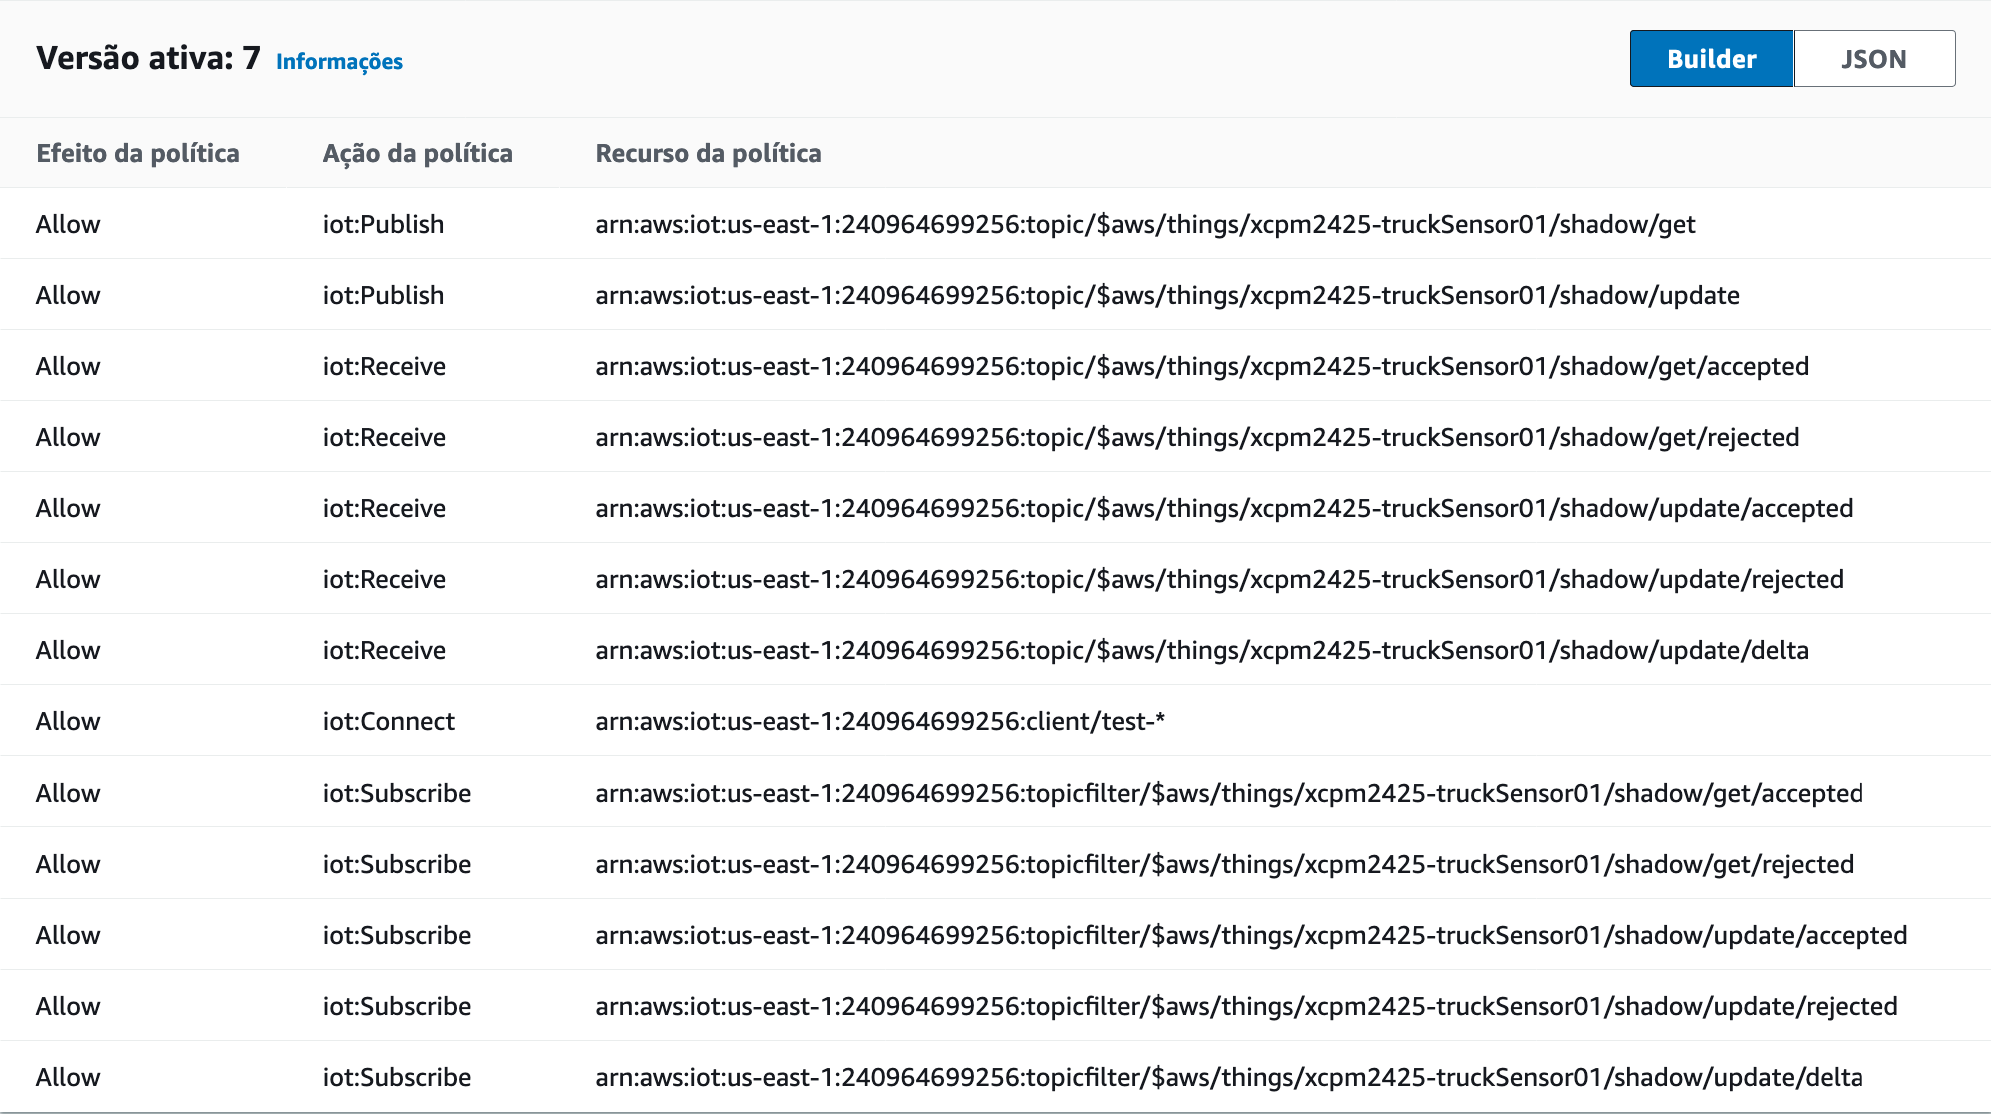 Versão ativa: 7 Informações Builder JSON
Efeito da política Ação da política Recurso da política
Allow iot:Publish arn:aws:iot:us-east-1:240964699256:topic/$aws/things/xcpm2425-truckSensor01/shadow/get
Allow iot:Publish arn:aws:iot:us-east-1:240964699256:topic/$aws/things/xcpm2425-truckSensor01/shadow/update
Allow iot:Receive arn:aws:iot:us-east-1:240964699256:topic/$aws/things/xcpm2425-truckSensor01/shadow/get/accepted
Allow iot:Receive arn:aws:iot:us-east-1:240964699256:topic/$aws/things/xcpm2425-truckSensor01/shadow/get/rejected
Allow iot:Receive arn:aws:iot:us-east-1:240964699256:topic/$aws/things/xcpm2425-truckSensor01/shadow/update/accepted
Allow iot:Receive arn:aws:iot:us-east-1:240964699256:topic/$aws/things/xcpm2425-truckSensor01/shadow/update/rejected
Allow iot:Receive arn:aws:iot:us-east-1:240964699256:topic/$aws/things/xcpm2425-truckSensor01/shadow/update/delta
Allow iot:Connect arn:aws:iot:us-east-1:240964699256:client/test-*
Allow iot:Subscribe arn:aws:iot:us-east-1:240964699256:topicfilter/$aws/things/xcpm2425-truckSensor01/shadow/get/accepted
Allow iot:Subscribe arn:aws:iot:us-east-1:240964699256:topicfilter/$aws/things/xcpm2425-truckSensor01/shadow/get/rejected
Allow iot:Subscribe arn:aws:iot:us-east-1:240964699256:topicfilter/$aws/things/xcpm2425-truckSensor01/shadow/update/accepted
Allow iot:Subscribe arn:aws:iot:us-east-1:240964699256:topicfilter/$aws/things/xcpm2425-truckSensor01/shadow/update/rejected
Allow iot:Subscribe arn:aws:iot:us-east-1:240964699256:topicfilter/$aws/things/xcpm2425-truckSensor01/shadow/update/delta